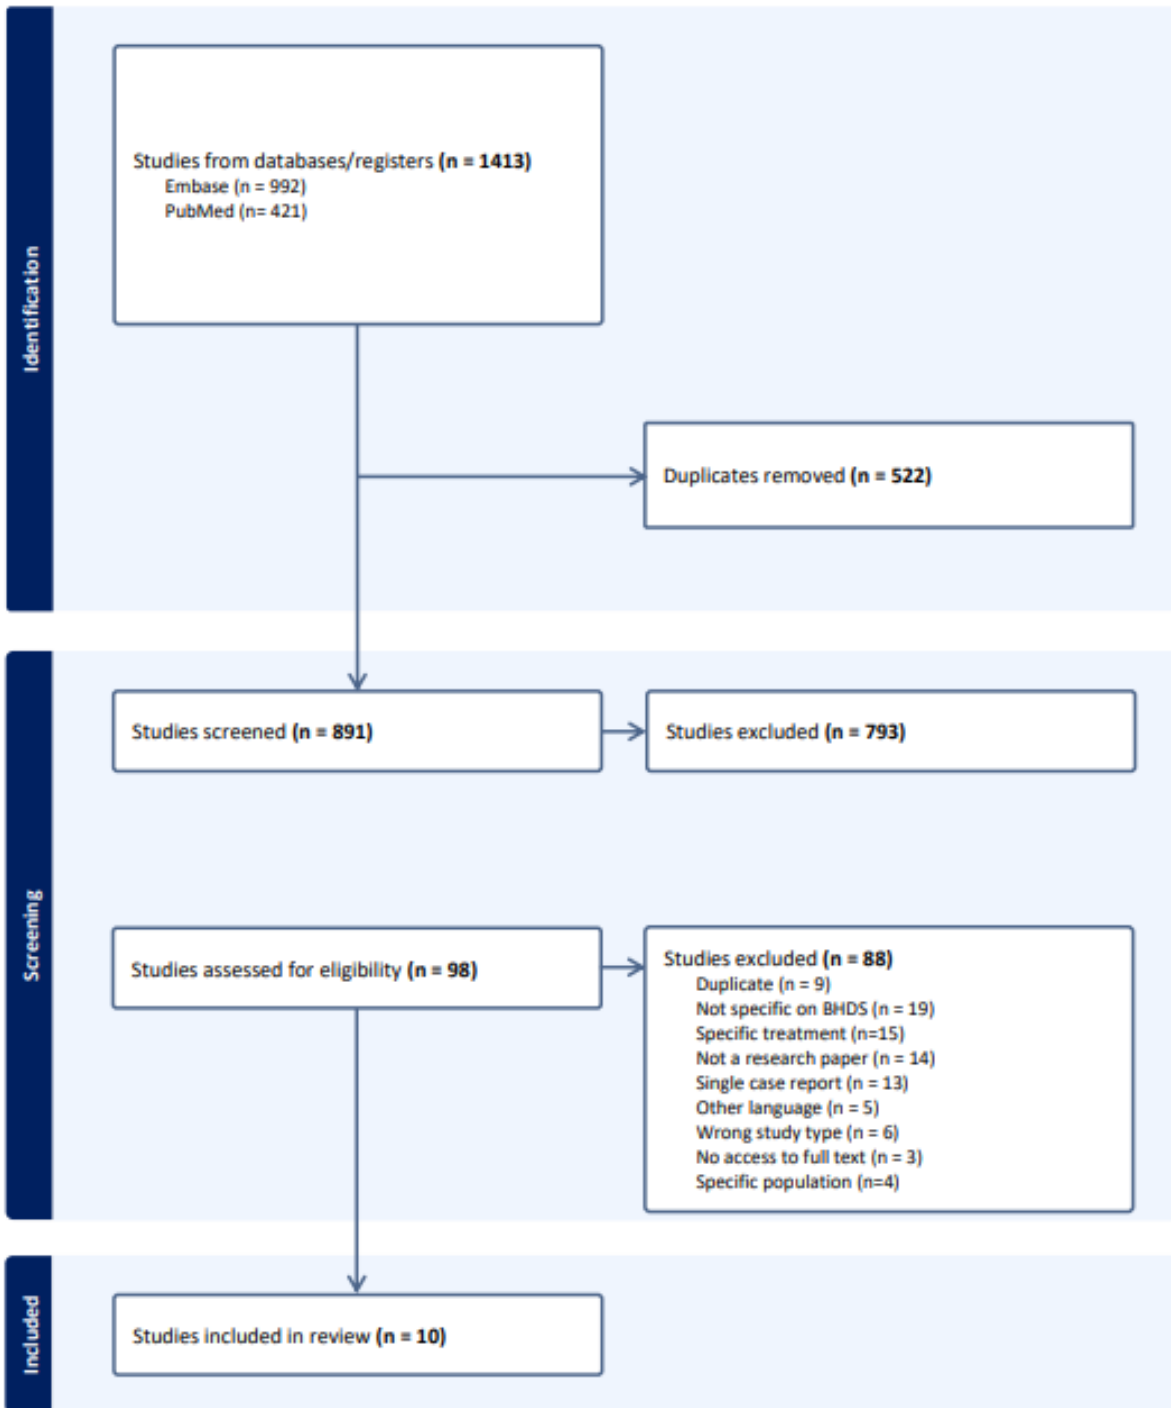 Identification
Studies from databases/registers (n = 1413)
Embase (n = 992)
PubMed (n= 421)
Duplicates removed (n = 522)
Screening
Studies screened (n = 891)
Studies excluded (n = 793)
Studies assessed for eligibility (n = 98)
Studies excluded (n = 88)
Duplicate (n = 9)
Not specific on BHDS (n = 19)
Specific treatment (n=15)
Not a research paper (n = 14)
Single case report (n = 13)
Other language (n = 5)
Wrong study type (n = 6)
No access to full text (n = 3)
Specific population (n=4)
Included
Studies included in review (n = 10)